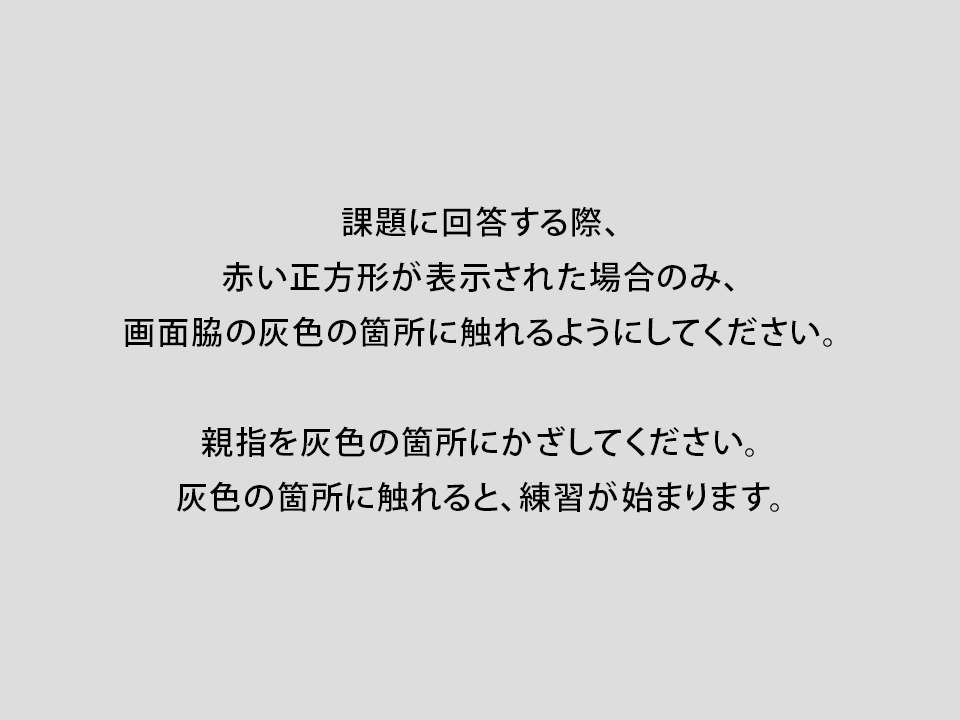 課題に回答する際、
赤い正方形が表示された場合のみ、
画面脇の灰色の箇所に触れるようにしてください。
親指を灰色の箇所にかざしてください。
灰色の箇所に触れると、練習が始まります。